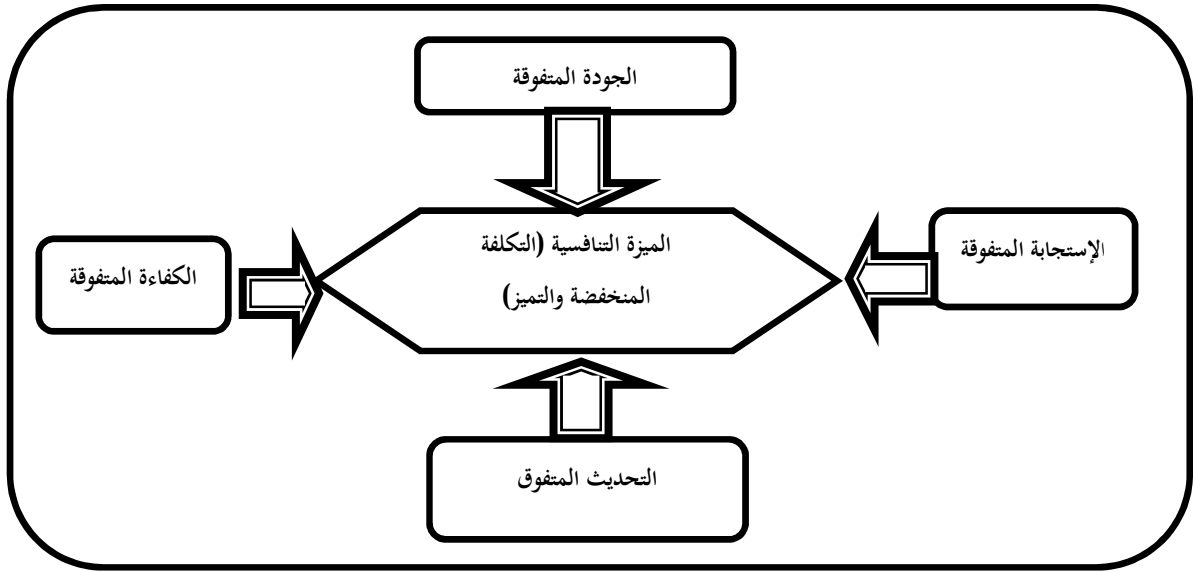 الجودة المتفوقة
الميزة التنافسية (التكلفة
المنخفضة والتميز)
الإستجابة المتفوقة
الكفاءة المتفوقة
التحديث المتفوق